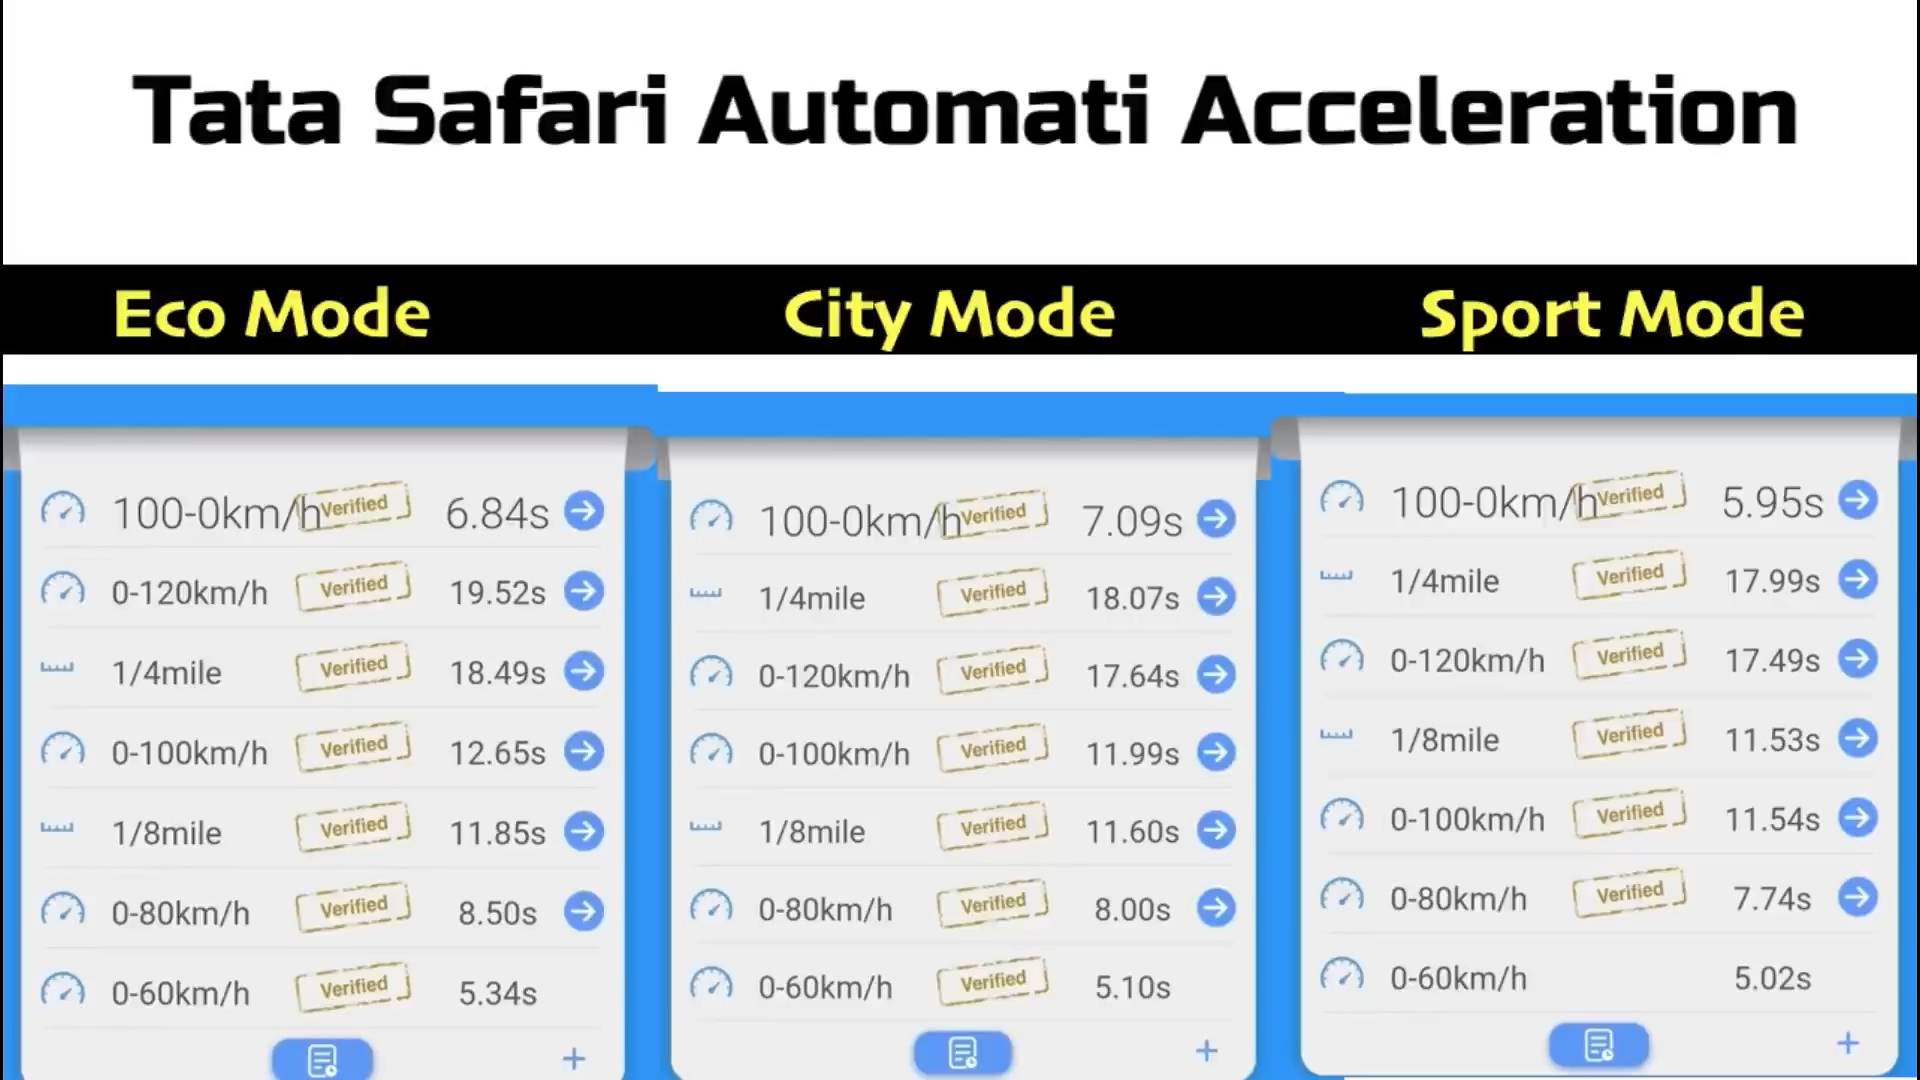 Tata Safari Automati Acceleration
Eco Mode
City Mode
Sport Mode
100-0km/h Verified 6.84s
0-120km/h Verified 19.52s
1/4mile Verified 18.49s
0-100km/h Verified 12.65s
1/8mile Verified 11.85s
0-80km/h Verified 8.50s
0-60km/h Verified 5.34s
+
100-0km/h Verified 7.09s
1/4mile Verified 18.07s
0-120km/h Verified 17.64s
0-100km/h Verified 11.99s
1/8mile Verified 11.60s
0-80km/h Verified 8.00s
0-60km/h Verified 5.10s
+
100-0km/h Verified 5.95s
1/4mile Verified 17.99s
0-120km/h Verified 17.49s
1/8mile Verified 11.53s
0-100km/h Verified 11.54s
0-80km/h Verified 7.74s
0-60km/h 5.02s
+